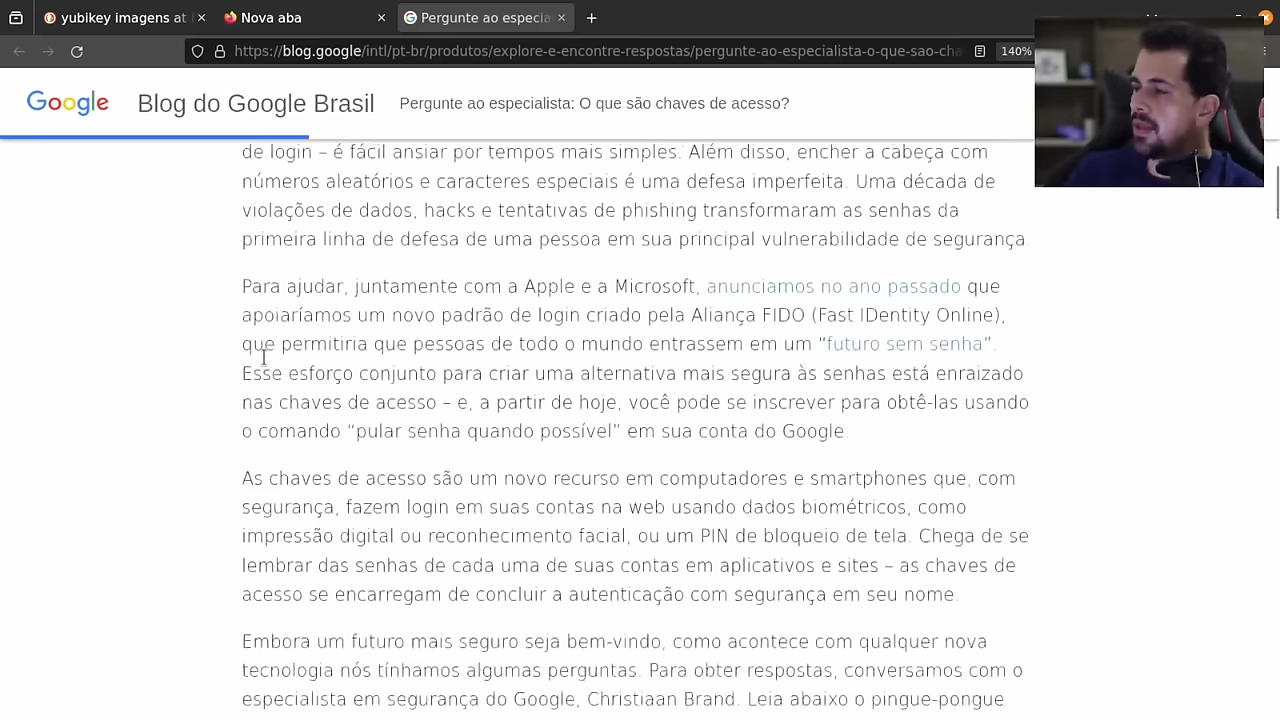 yubikey imagens at
Nova aba
Pergunte ao especia
https://blog.google/intl/pt-br/produtos/explore-e-encontre-respostas/pergunte-ao-especialista-o-que-sao-cha
140%
Google
Blog do Google Brasil
Pergunte ao especialista: O que são chaves de acesso?
de login – é fácil ansiar por tempos mais simples. Além disso, encher a cabeça com
números aleatórios e caracteres especiais é uma defesa imperfeita. Uma década de
violações de dados, hacks e tentativas de phishing transformaram as senhas da
primeira linha de defesa de uma pessoa em sua principal vulnerabilidade de segurança.
Para ajudar, juntamente com a Apple e a Microsoft, anunciamos no ano passado que
apoiaríamos um novo padrão de login criado pela Aliança FIDO (Fast IDentity Online),
que permitiria que pessoas de todo o mundo entrassem em um “futuro sem senha”.
Esse esforço conjunto para criar uma alternativa mais segura às senhas está enraizado
nas chaves de acesso – e, a partir de hoje, você pode se inscrever para obtê-las usando
o comando “pular senha quando possível” em sua conta do Google.
As chaves de acesso são um novo recurso em computadores e smartphones que, com
segurança, fazem login em suas contas na web usando dados biométricos, como
impressão digital ou reconhecimento facial, ou um PIN de bloqueio de tela. Chega de se
lembrar das senhas de cada uma de suas contas em aplicativos e sites – as chaves de
acesso se encarregam de concluir a autenticação com segurança em seu nome.
Embora um futuro mais seguro seja bem-vindo, como acontece com qualquer nova
tecnologia nós tínhamos algumas perguntas. Para obter respostas, conversamos com o
especialista em segurança do Google, Christiaan Brand. Leia abaixo o pingue-pongue